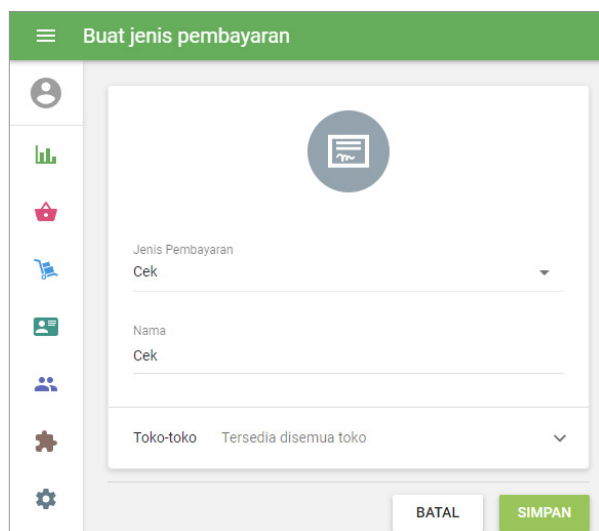 Buat jenis pembayaran
Jenis Pembayaran
Cek
Nama
Cek
Toko-toko Tersedia disemua toko
BATAL SIMPAN